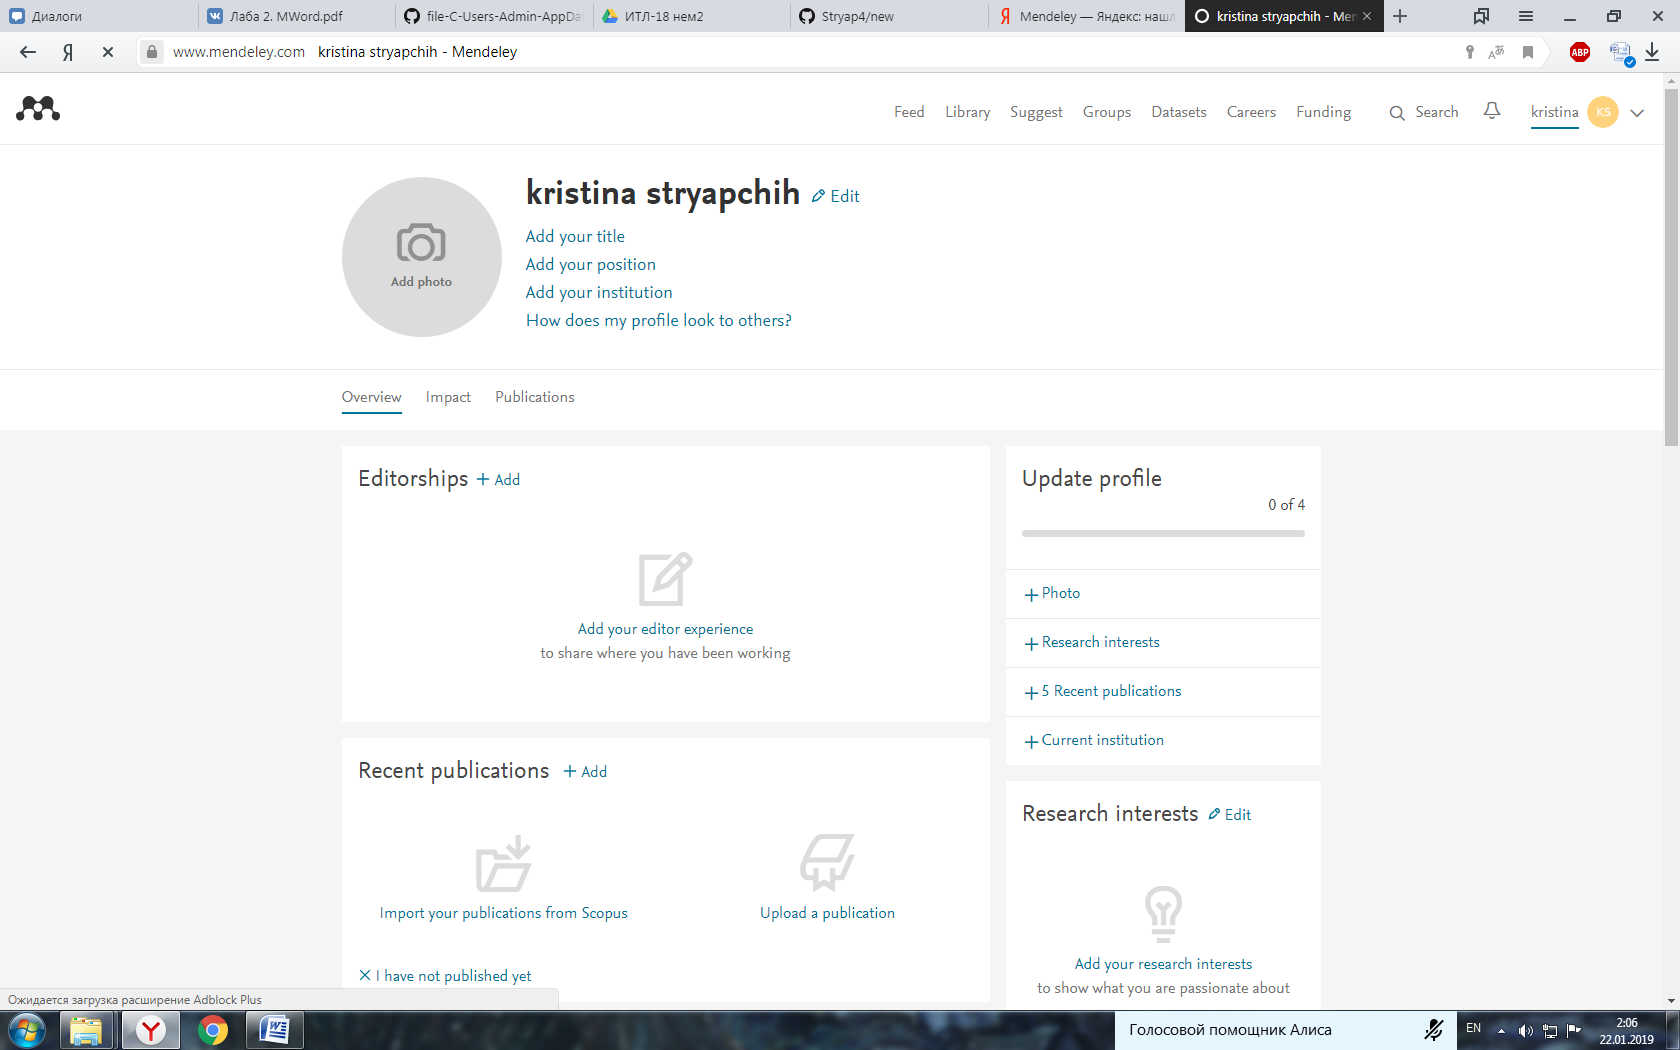 Диалоги
Лаба 2. MWord.pdf
file-C-Users-Admin-AppDa
ИТЛ-18 нем2
Stryap4/new
Mendeley — Яндекс: наш
kristina stryapchih - Me
www.mendeley.com kristina stryapchih - Mendeley
ABP
Feed Library Suggest Groups Datasets Careers Funding Search kristina KS
kristina stryapchih Edit
Add your title
Add your position
Add your institution
How does my profile look to others?
Add photo
Overview Impact Publications
Editorships + Add
Add your editor experience
to share where you have been working
Recent publications + Add
Import your publications from Scopus
Upload a publication
I have not published yet
Update profile
0 of 4
Photo
Research interests
5 Recent publications
Current institution
Research interests Edit
Add your research interests
to show what you are passionate about
Ожидается загрузка расширение Adblock Plus
Голосовой помощник Алиса
EN
2:06
22.01.2019